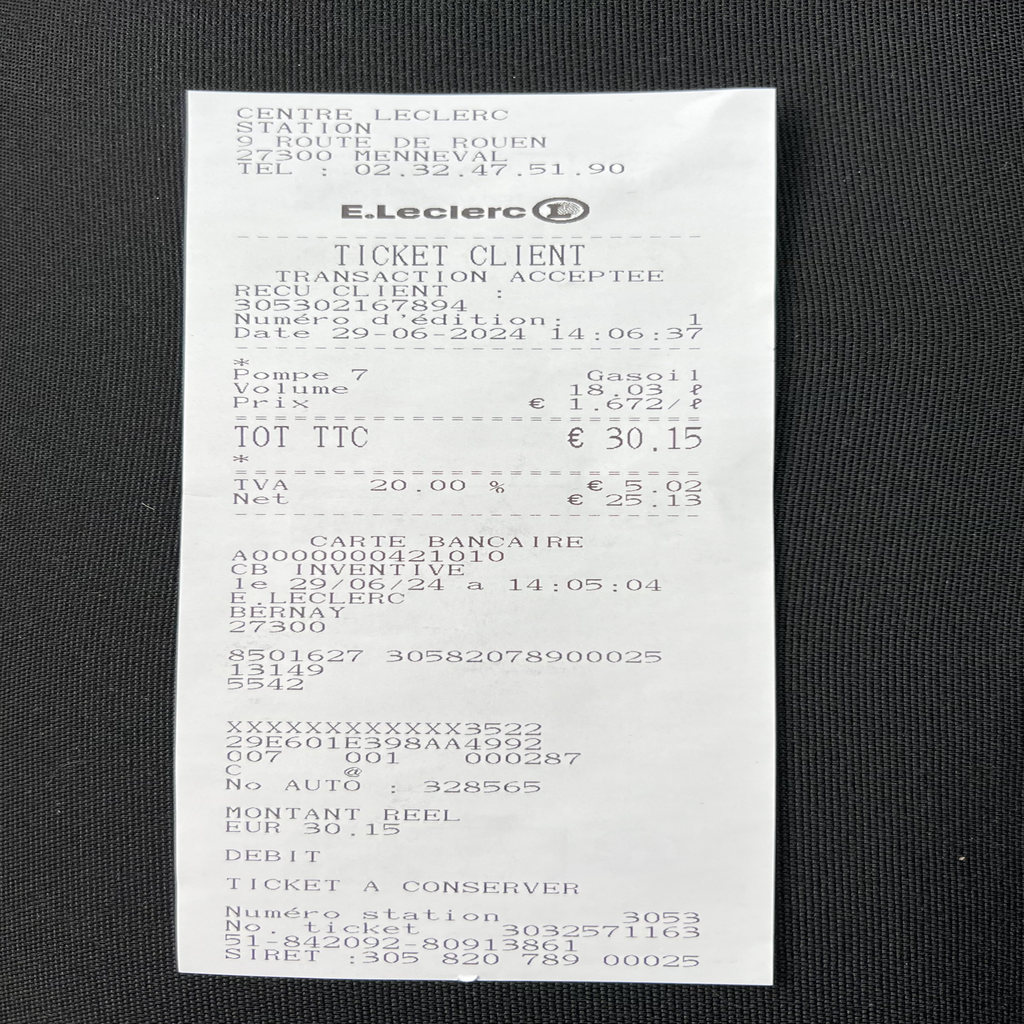 CENTRE LECLERC
STATION
9 ROUTE DE ROUEN
27300 MENNEVAL
TEL : 02.32.47.51.90
E.Leclerc L
TICKET CLIENT
TRANSACTION ACCEPTEE
RECU CLIENT :
305302167894
Numéro d'édition: 1
Date 29-06-2024 14:06:37
*
Pompe 7 Gasoil
Volume 18.03 ℓ
Prix € 1.672/ℓ
TOT TTC € 30.15
*
TVA 20.00 % € 5.02
Net € 25.13
CARTE BANCAIRE
A0000000421010
CB INVENTIVE
le 29/06/24 a 14:05:04
E.LECLERC
BERNAY
27300
8501627 30582078900025
13149
5542
XXXXXXXXXXXX3522
29E601E398AA4992
007 001 000287
C @
No AUTO : 328565
MONTANT REEL
EUR 30.15
DEBIT
TICKET A CONSERVER
Numéro station 3053
No. ticket 3032571163
51-842092-80913861
SIRET :305 820 789 00025